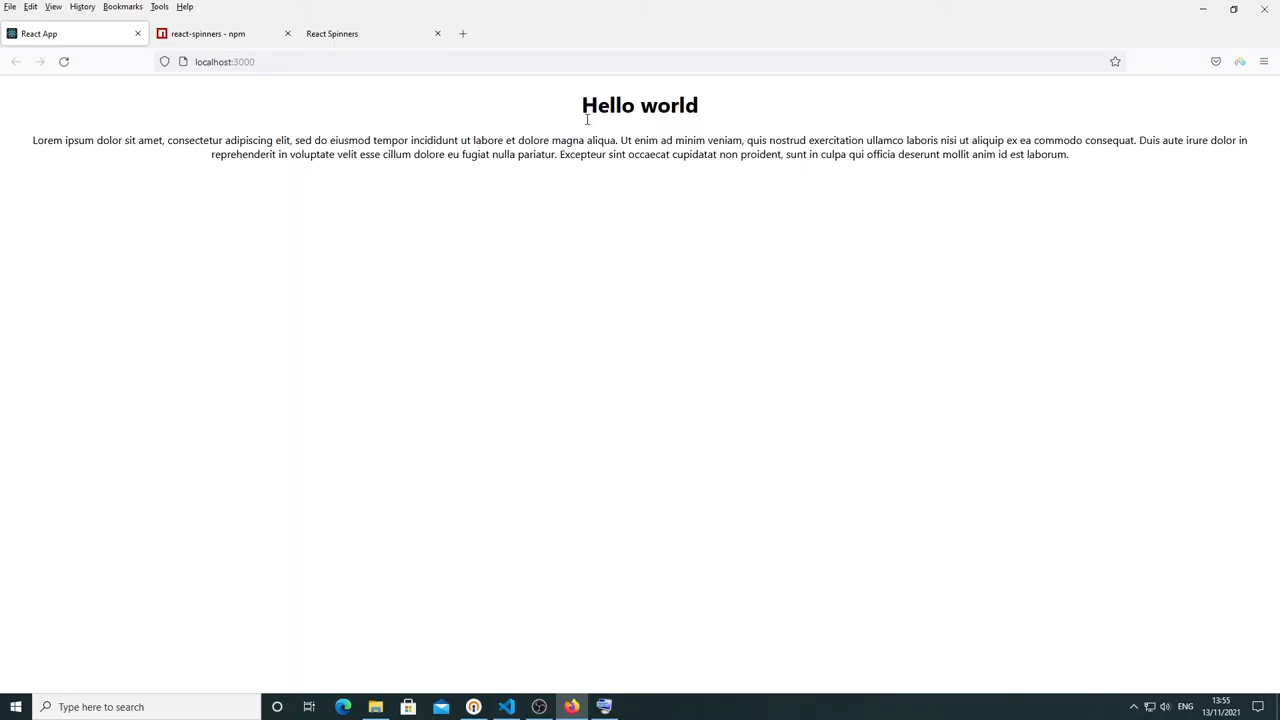 File Edit View History Bookmarks Tools Help
React App
react-spinners - npm
React Spinners
localhost:3000
Hello world
Lorem ipsum dolor sit amet, consectetur adipiscing elit, sed do eiusmod tempor incididunt ut labore et dolore magna aliqua. Ut enim ad minim veniam, quis nostrud exercitation ullamco laboris nisi ut aliquip ex ea commodo consequat. Duis aute irure dolor in
reprehenderit in voluptate velit esse cillum dolore eu fugiat nulla pariatur. Excepteur sint occaecat cupidatat non proident, sunt in culpa qui officia deserunt mollit anim id est laborum.
Type here to search
ENG
13:55
13/11/2021